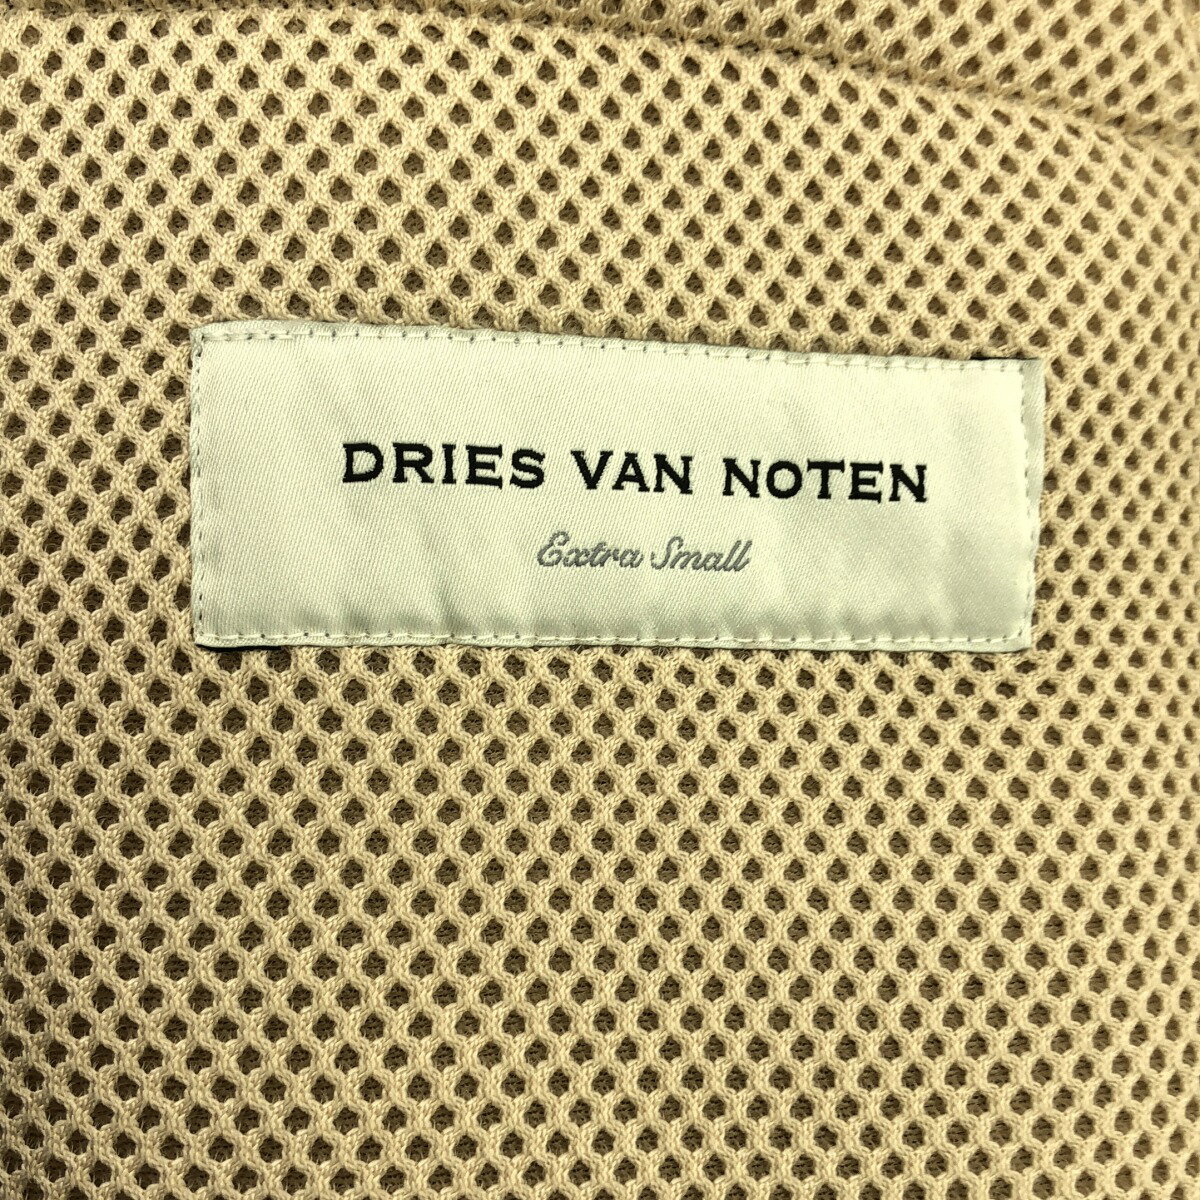 DRIES VAN NOTEN
Extra Small